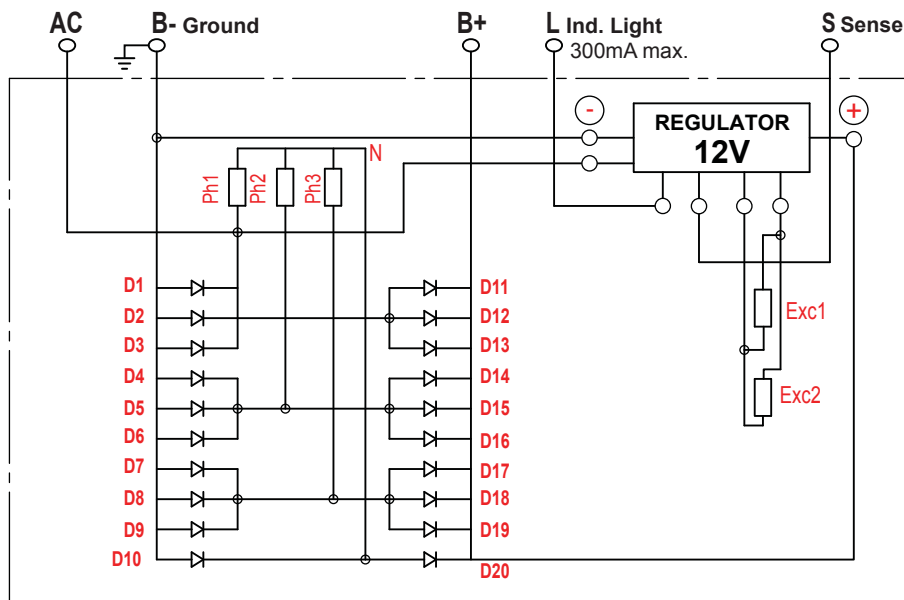 AC
B- Ground
B+
L Ind. Light
300mA max.
S Sense
-
REGULATOR
12V
+
N
Ph1
Ph2
Ph3
D1
D11
D2
D12
D3
D13
Exc1
D4
D14
D5
D15
Exc2
D6
D16
D7
D17
D8
D18
D9
D19
D10
D20